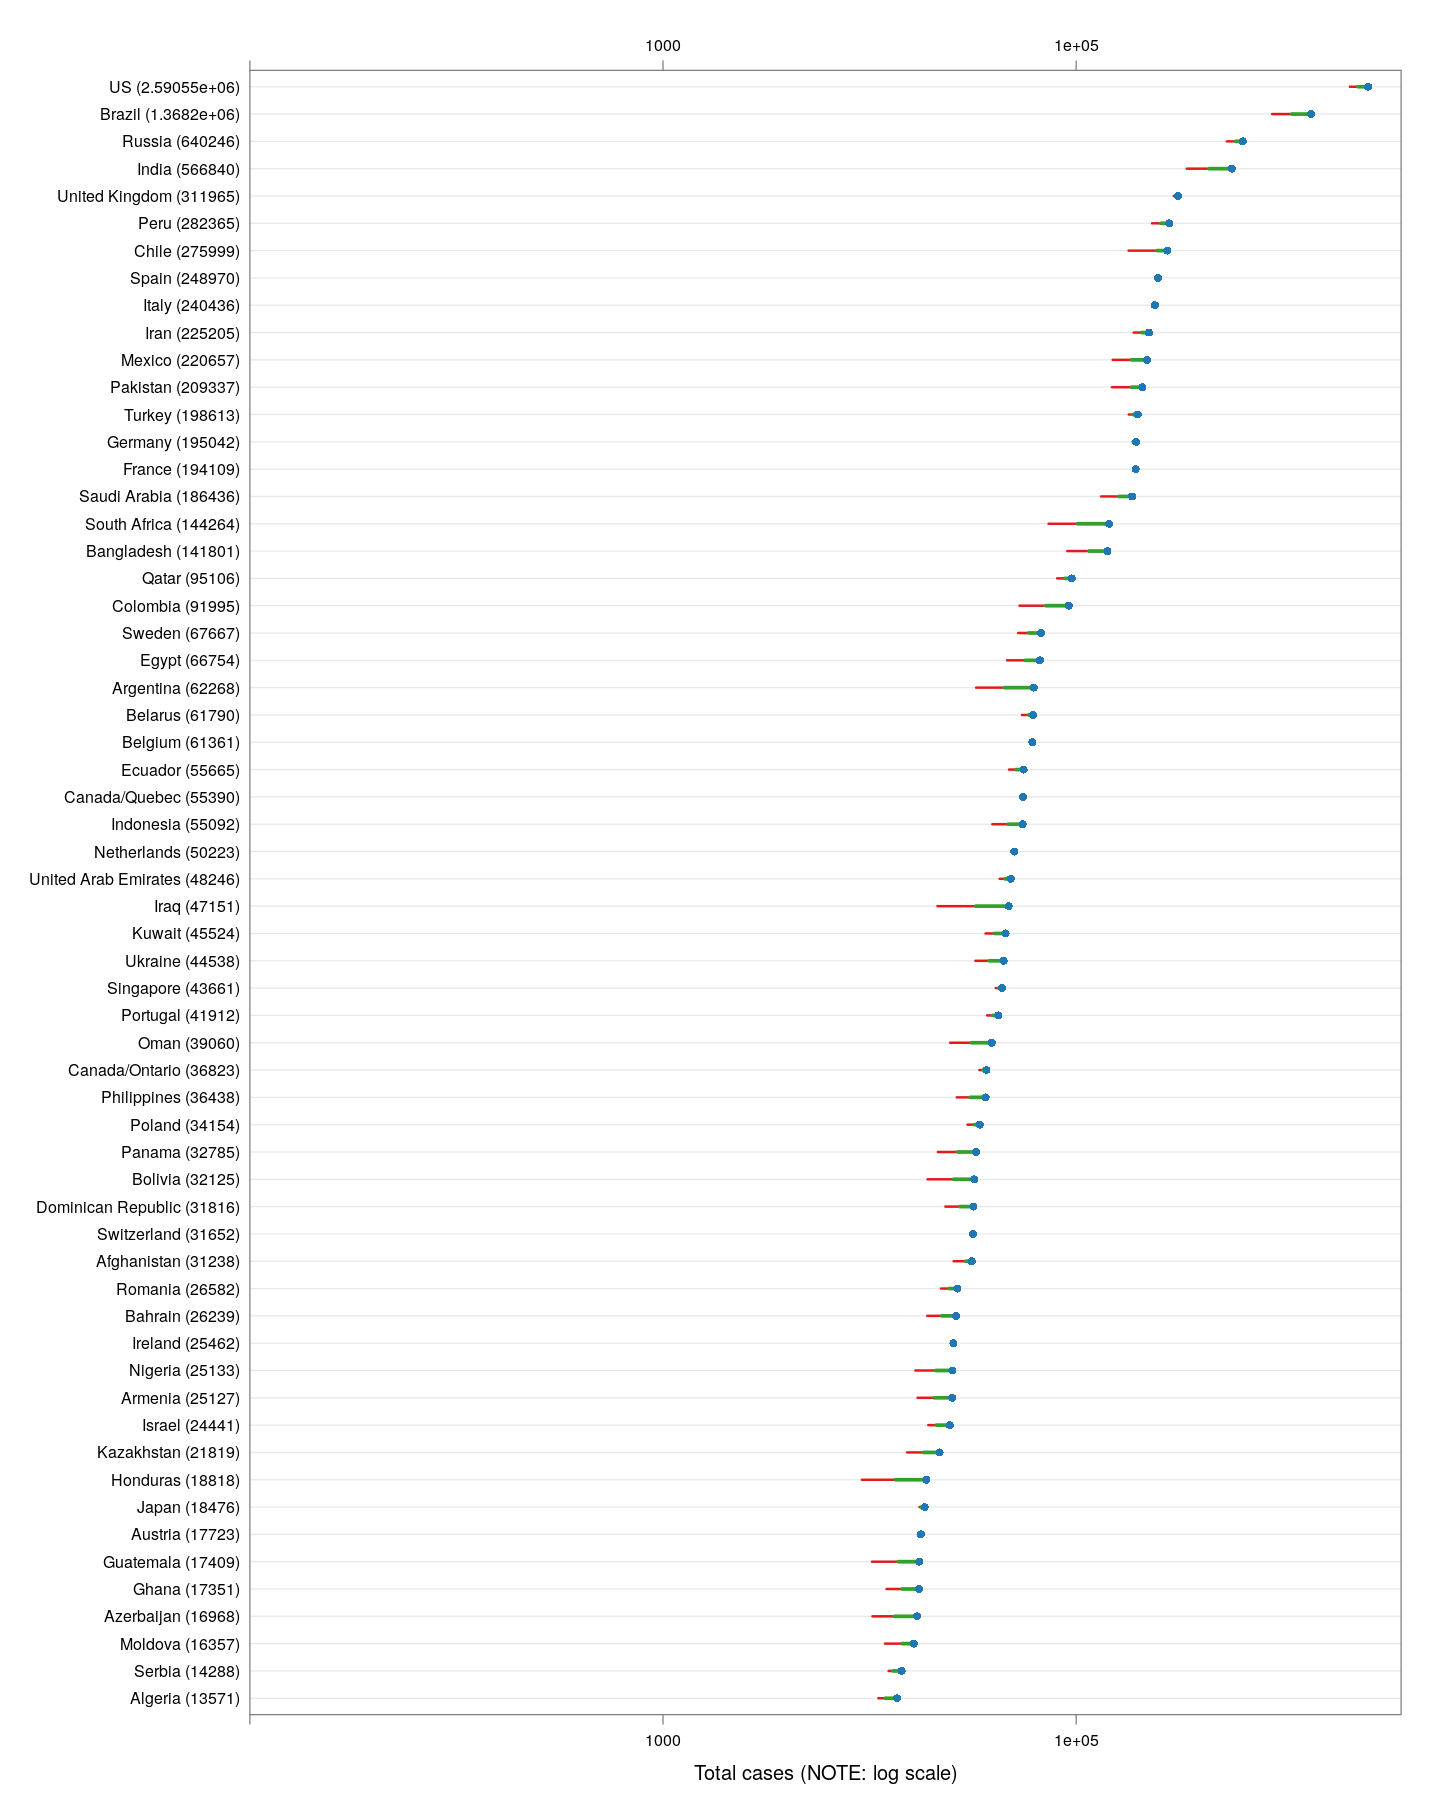 1000 1e+05
US (2.59055e+06)
Brazil (1.3682e+06)
Russia (640246)
India (566840)
United Kingdom (311965)
Peru (282365)
Chile (275999)
Spain (248970)
Italy (240436)
Iran (225205)
Mexico (220657)
Pakistan (209337)
Turkey (198613)
Germany (195042)
France (194109)
Saudi Arabia (186436)
South Africa (144264)
Bangladesh (141801)
Qatar (95106)
Colombia (91995)
Sweden (67667)
Egypt (66754)
Argentina (62268)
Belarus (61790)
Belgium (61361)
Ecuador (55665)
Canada/Quebec (55390)
Indonesia (55092)
Netherlands (50223)
United Arab Emirates (48246)
Iraq (47151)
Kuwait (45524)
Ukraine (44538)
Singapore (43661)
Portugal (41912)
Oman (39060)
Canada/Ontario (36823)
Philippines (36438)
Poland (34154)
Panama (32785)
Bolivia (32125)
Dominican Republic (31816)
Switzerland (31652)
Afghanistan (31238)
Romania (26582)
Bahrain (26239)
Ireland (25462)
Nigeria (25133)
Armenia (25127)
Israel (24441)
Kazakhstan (21819)
Honduras (18818)
Japan (18476)
Austria (17723)
Guatemala (17409)
Ghana (17351)
Azerbaijan (16968)
Moldova (16357)
Serbia (14288)
Algeria (13571)
1000 1e+05
Total cases (NOTE: log scale)